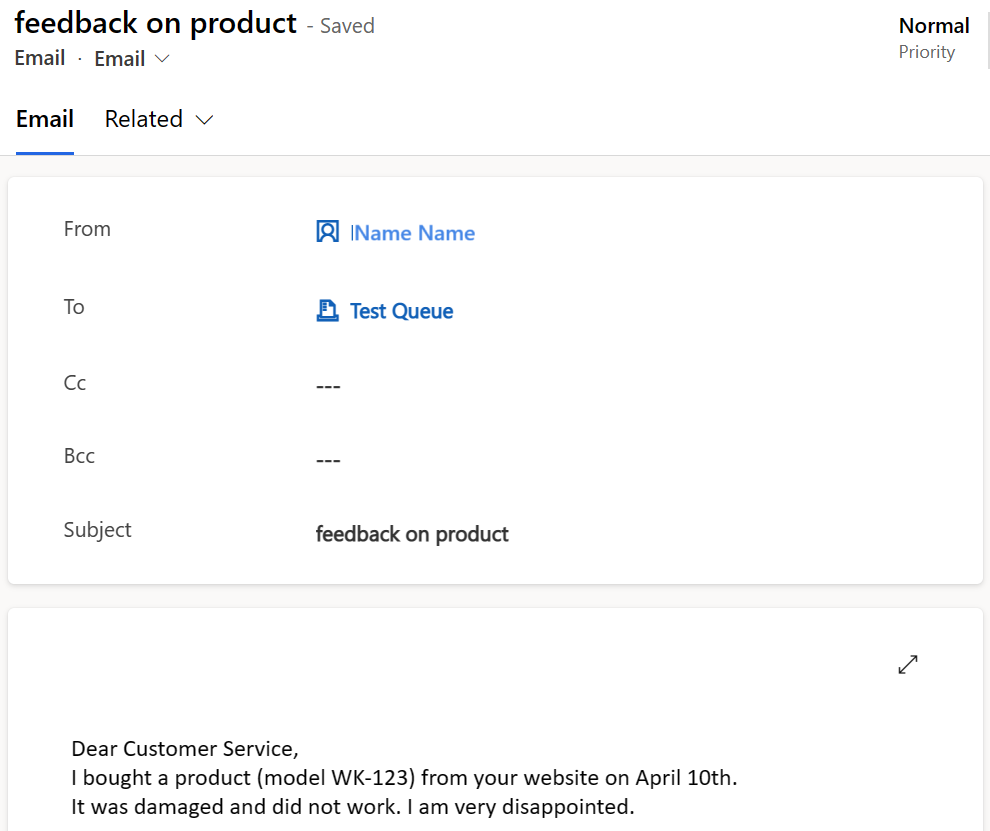 feedback on product - Saved
Normal
Email · Email
Priority
Email Related
From Name Name
To Test Queue
Cc ---
Bcc ---
Subject feedback on product
Dear Customer Service,
I bought a product (model WK-123) from your website on April 10th.
It was damaged and did not work. I am very disappointed.